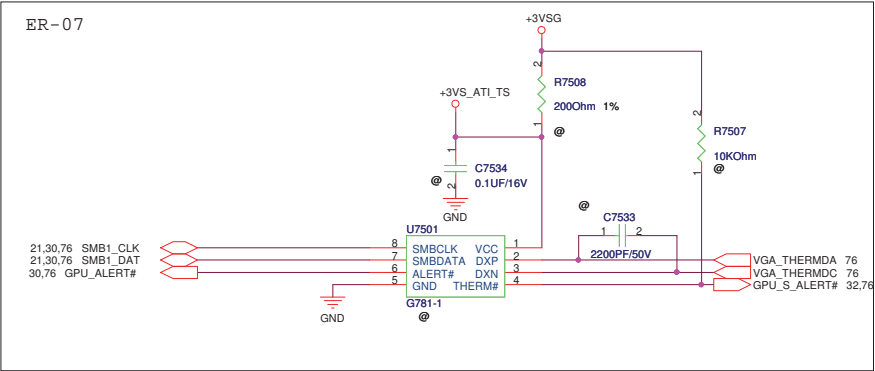 ER-07
+3VSG
2
R7508
200Ohm 1%
1
@
+3VS_ATI_TS
2
R7507
10KOhm
1
@
1
C7534
@
2
0.1UF/16V
GND
@
C7533
1 2
2200PF/50V
U7501
21,30,76 SMB1_CLK 8 SMBCLK VCC 1
21,30,76 SMB1_DAT 7 SMBDATA DXP 2 VGA_THERMDA 76
30,76 GPU_ALERT# 6 ALERT# DXN 3 VGA_THERMDC 76
5 GND THERM# 4 GPU_S_ALERT# 32,76
G781-1
@
GND